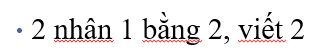 • 2 nhân 1 bằng 2, viết 2